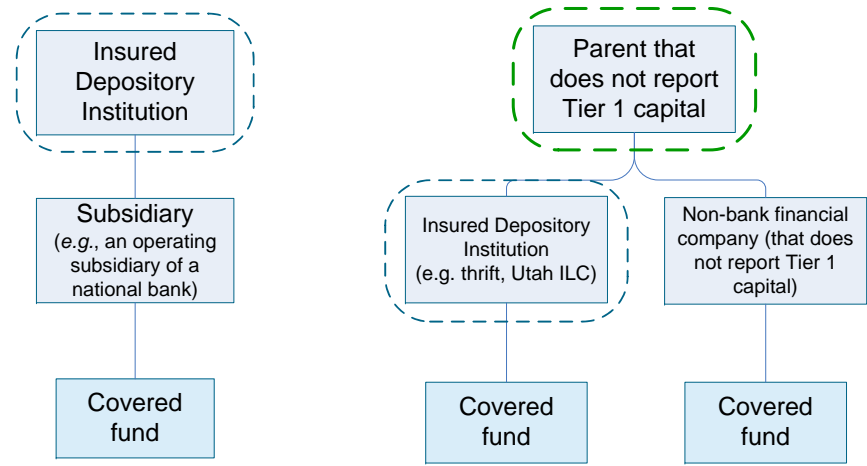 Insured
Depository
Institution
Subsidiary
(e.g., an operating
subsidiary of a
national bank)
Covered
fund
Parent that
does not report
Tier 1 capital
Insured Depository
Institution
(e.g. thrift, Utah ILC)
Non-bank financial
company (that does
not report Tier 1
capital)
Covered
fund
Covered
fund